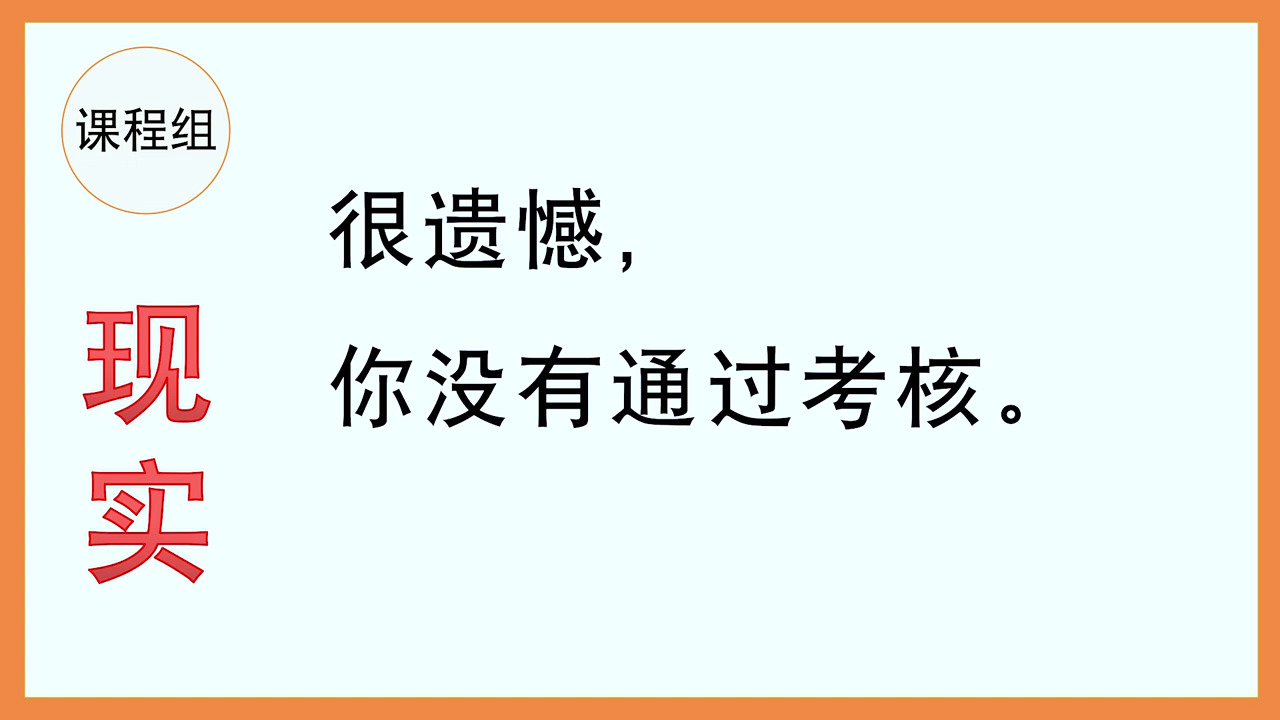 课程组
现实
很遗憾,
你没有通过考核。